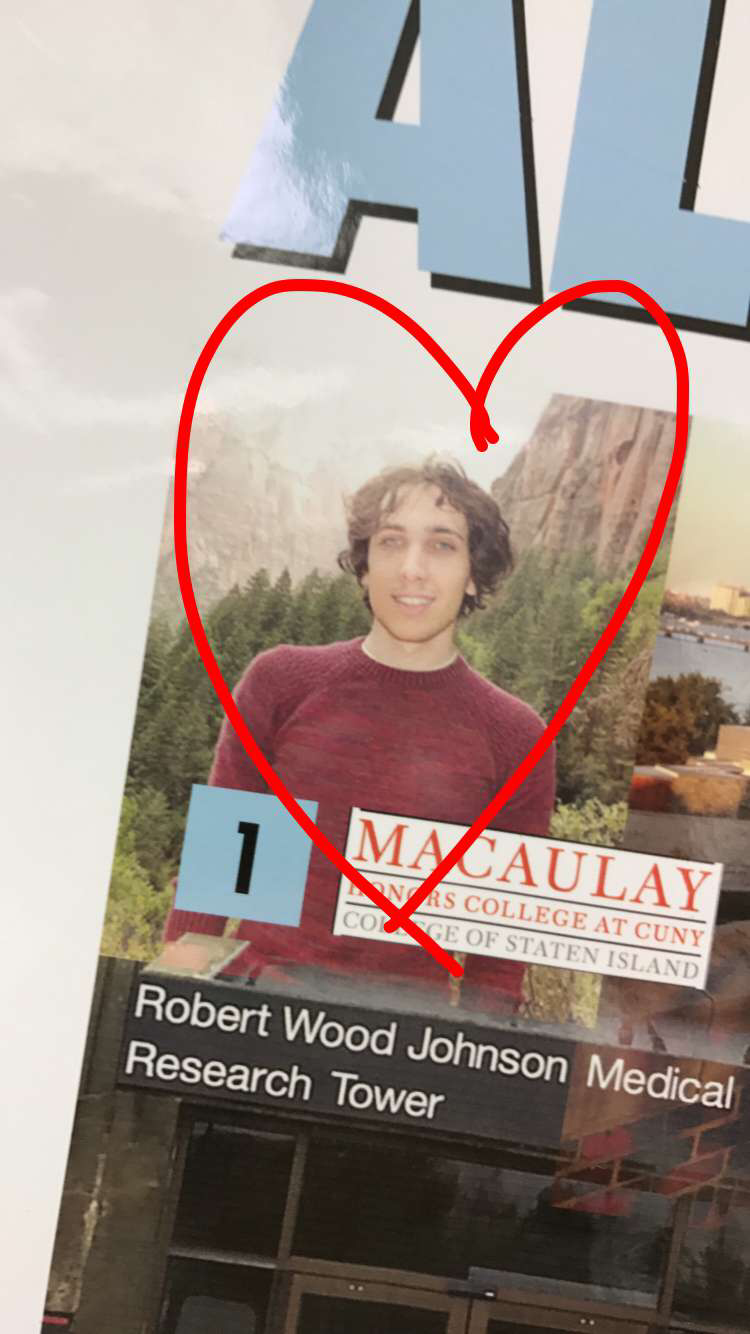 AL
1
MACAULAY
HONORS COLLEGE AT CUNY
COLLEGE OF STATEN ISLAND
Robert Wood Johnson Medical
Research Tower